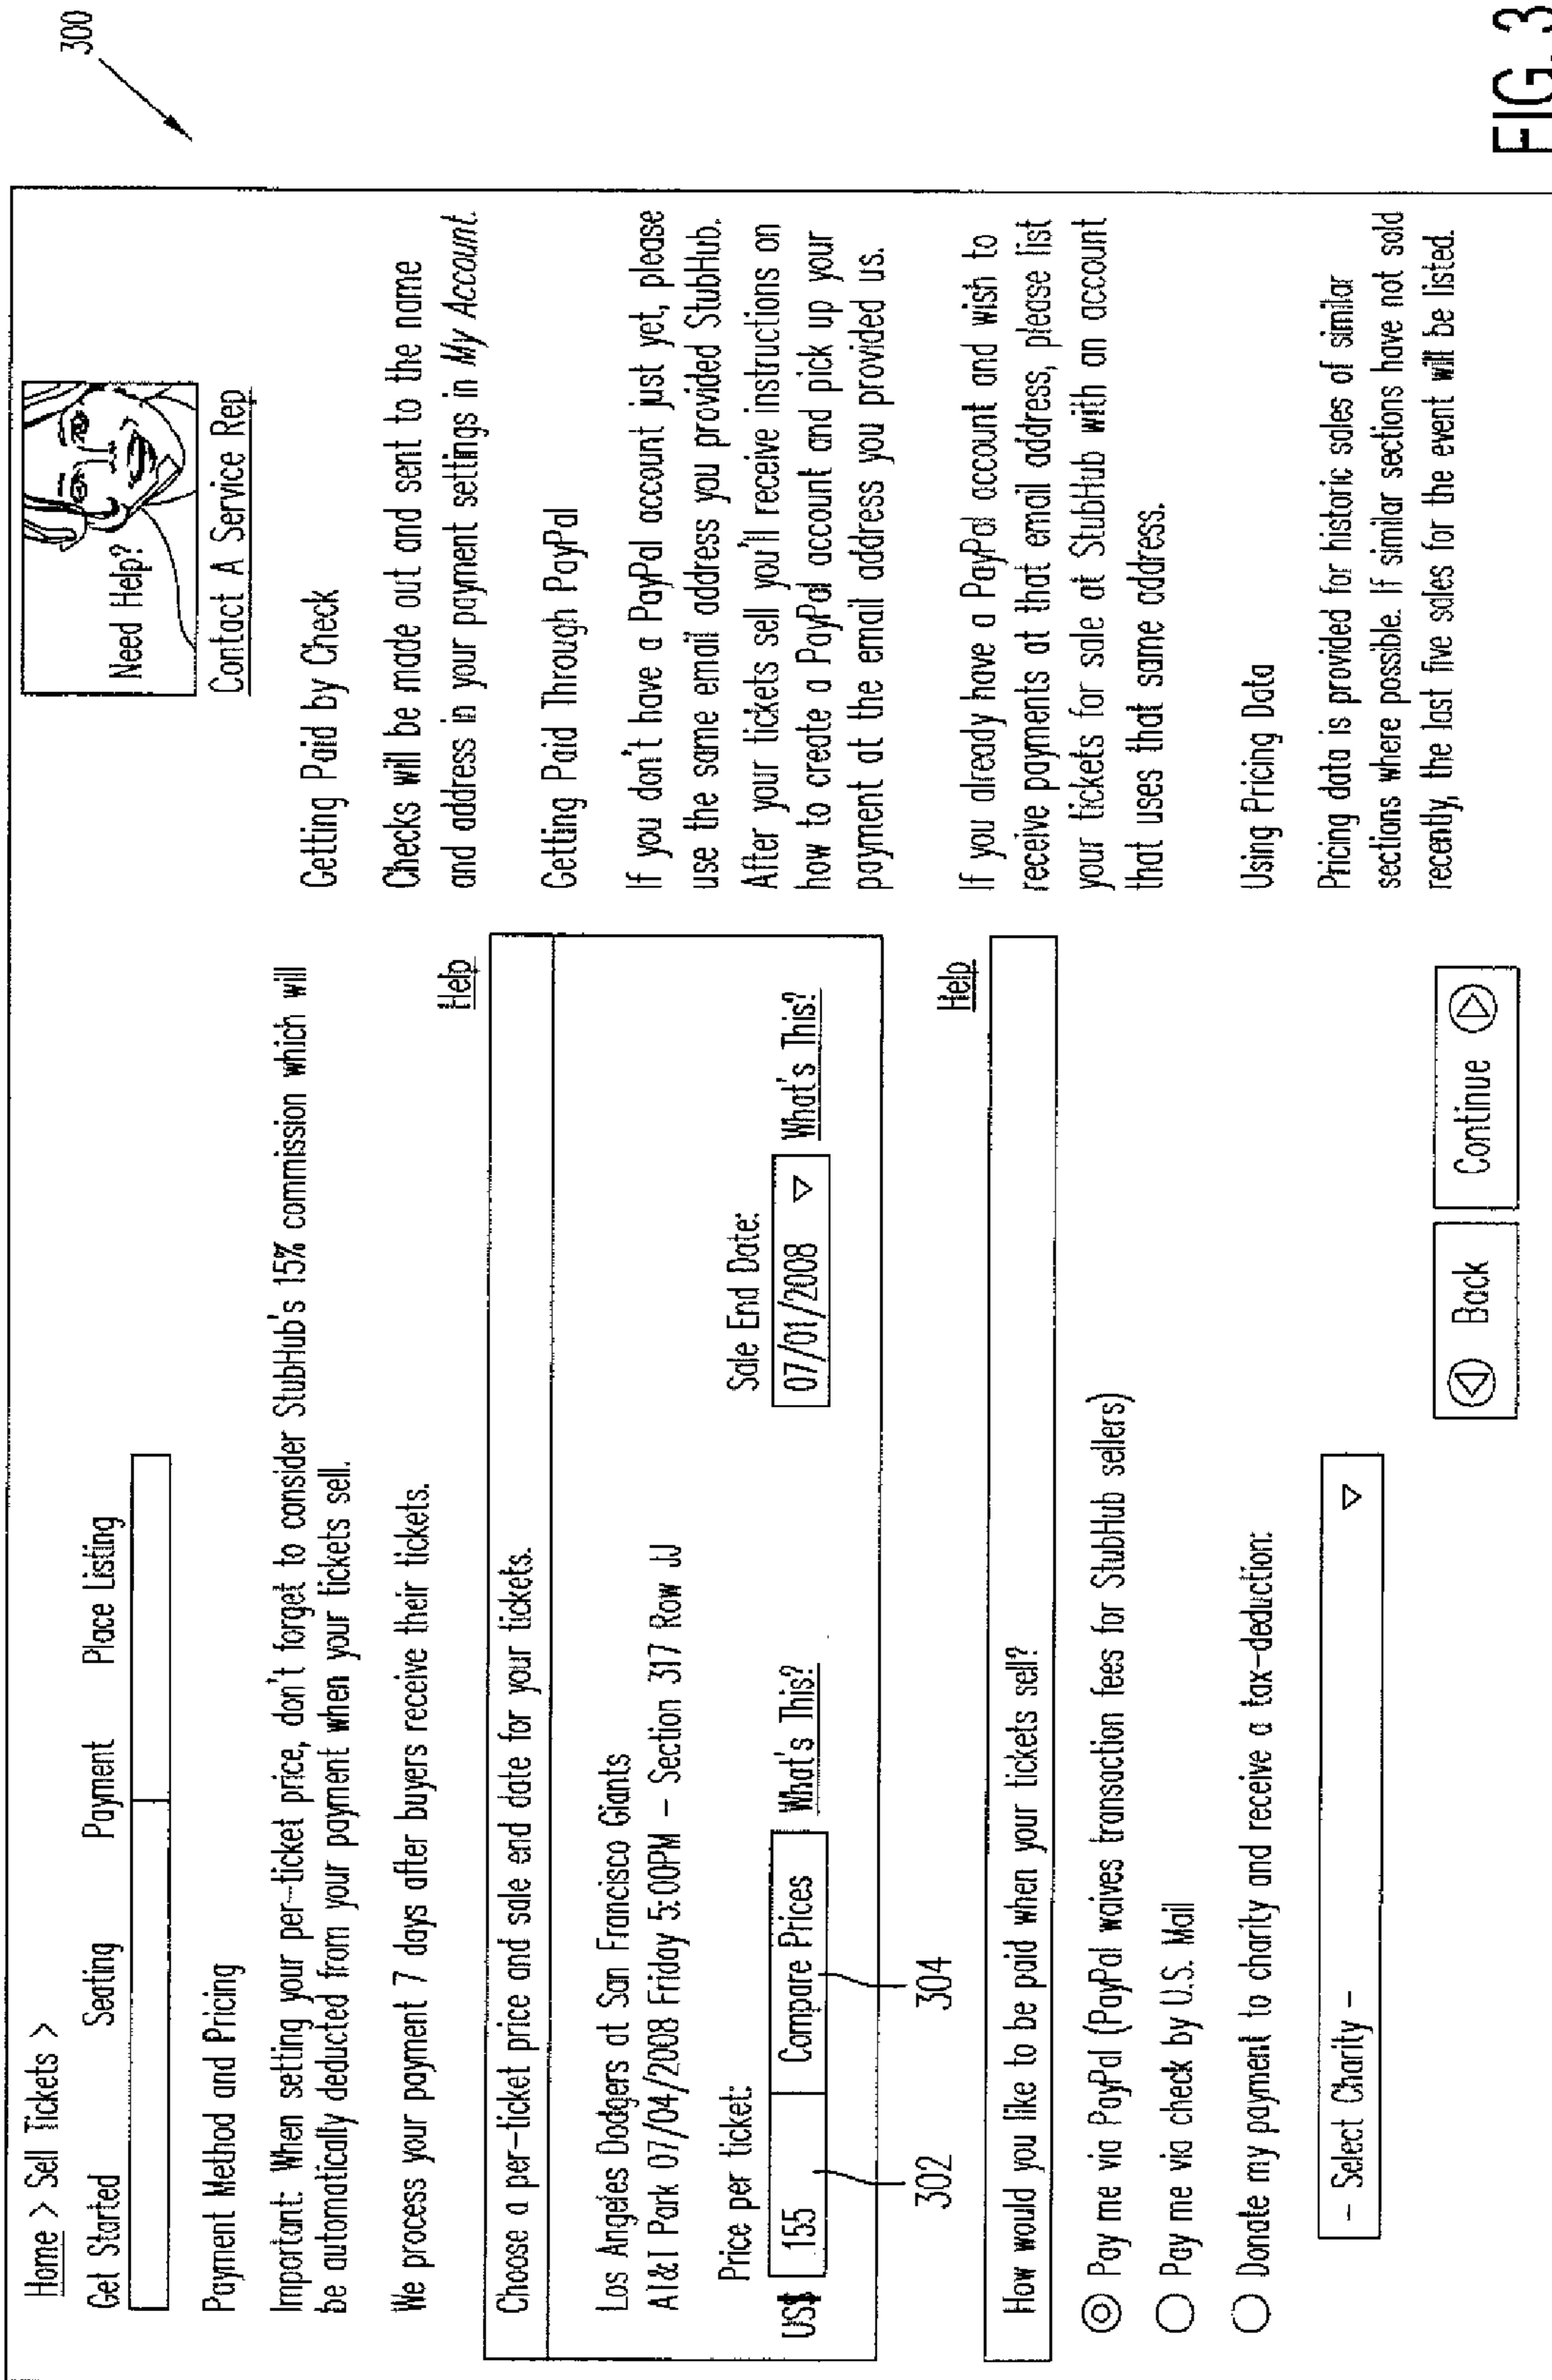 300
Home > Sell Tickets >
Get Started Seating Payment Place Listing
Need Help?
Contact A Service Rep
Payment Method and Pricing
Important: When setting your per-ticket price, don't forget to consider StubHub's 15% commission which will
be automatically deducted from your payment when your tickets sell.
We process your payment 7 days after buyers receive their tickets.
Help
Choose a per-ticket price and sale end date for your tickets.
Los Angeles Dodgers at San Francisco Giants
AT&T Park 07/04/2008 Friday 5:00PM - Section 317 Row JJ
Price per ticket:
Sale End Date:
US$ 155 Compare Prices What's This? 07/01/2008 What's This?
302 304
Help
How would you like to be paid when your tickets sell?
Pay me via PayPal (PayPal waives transaction fees for StubHub sellers)
Pay me via check by U.S. Mail
Donate my payment to charity and receive a tax-deduction:
- Select Charity -
Back Continue
Getting Paid by Check
Checks will be made out and sent to the name
and address in your payment settings in My Account.
Getting Paid Through PayPal
If you don't have a PayPal account just yet, please
use the same email address you provided StubHub.
After your tickets sell you'll receive instructions on
how to create a PayPal account and pick up your
payment at the email address you provided us.
If you already have a PayPal account and wish to
receive payments at that email address, please list
your tickets for sale at StubHub with an account
that uses that same address.
Using Pricing Data
Pricing data is provided for historic sales of similar
sections where possible. If similar sections have not sold
recently, the last five sales for the event will be listed.
FIG. 3